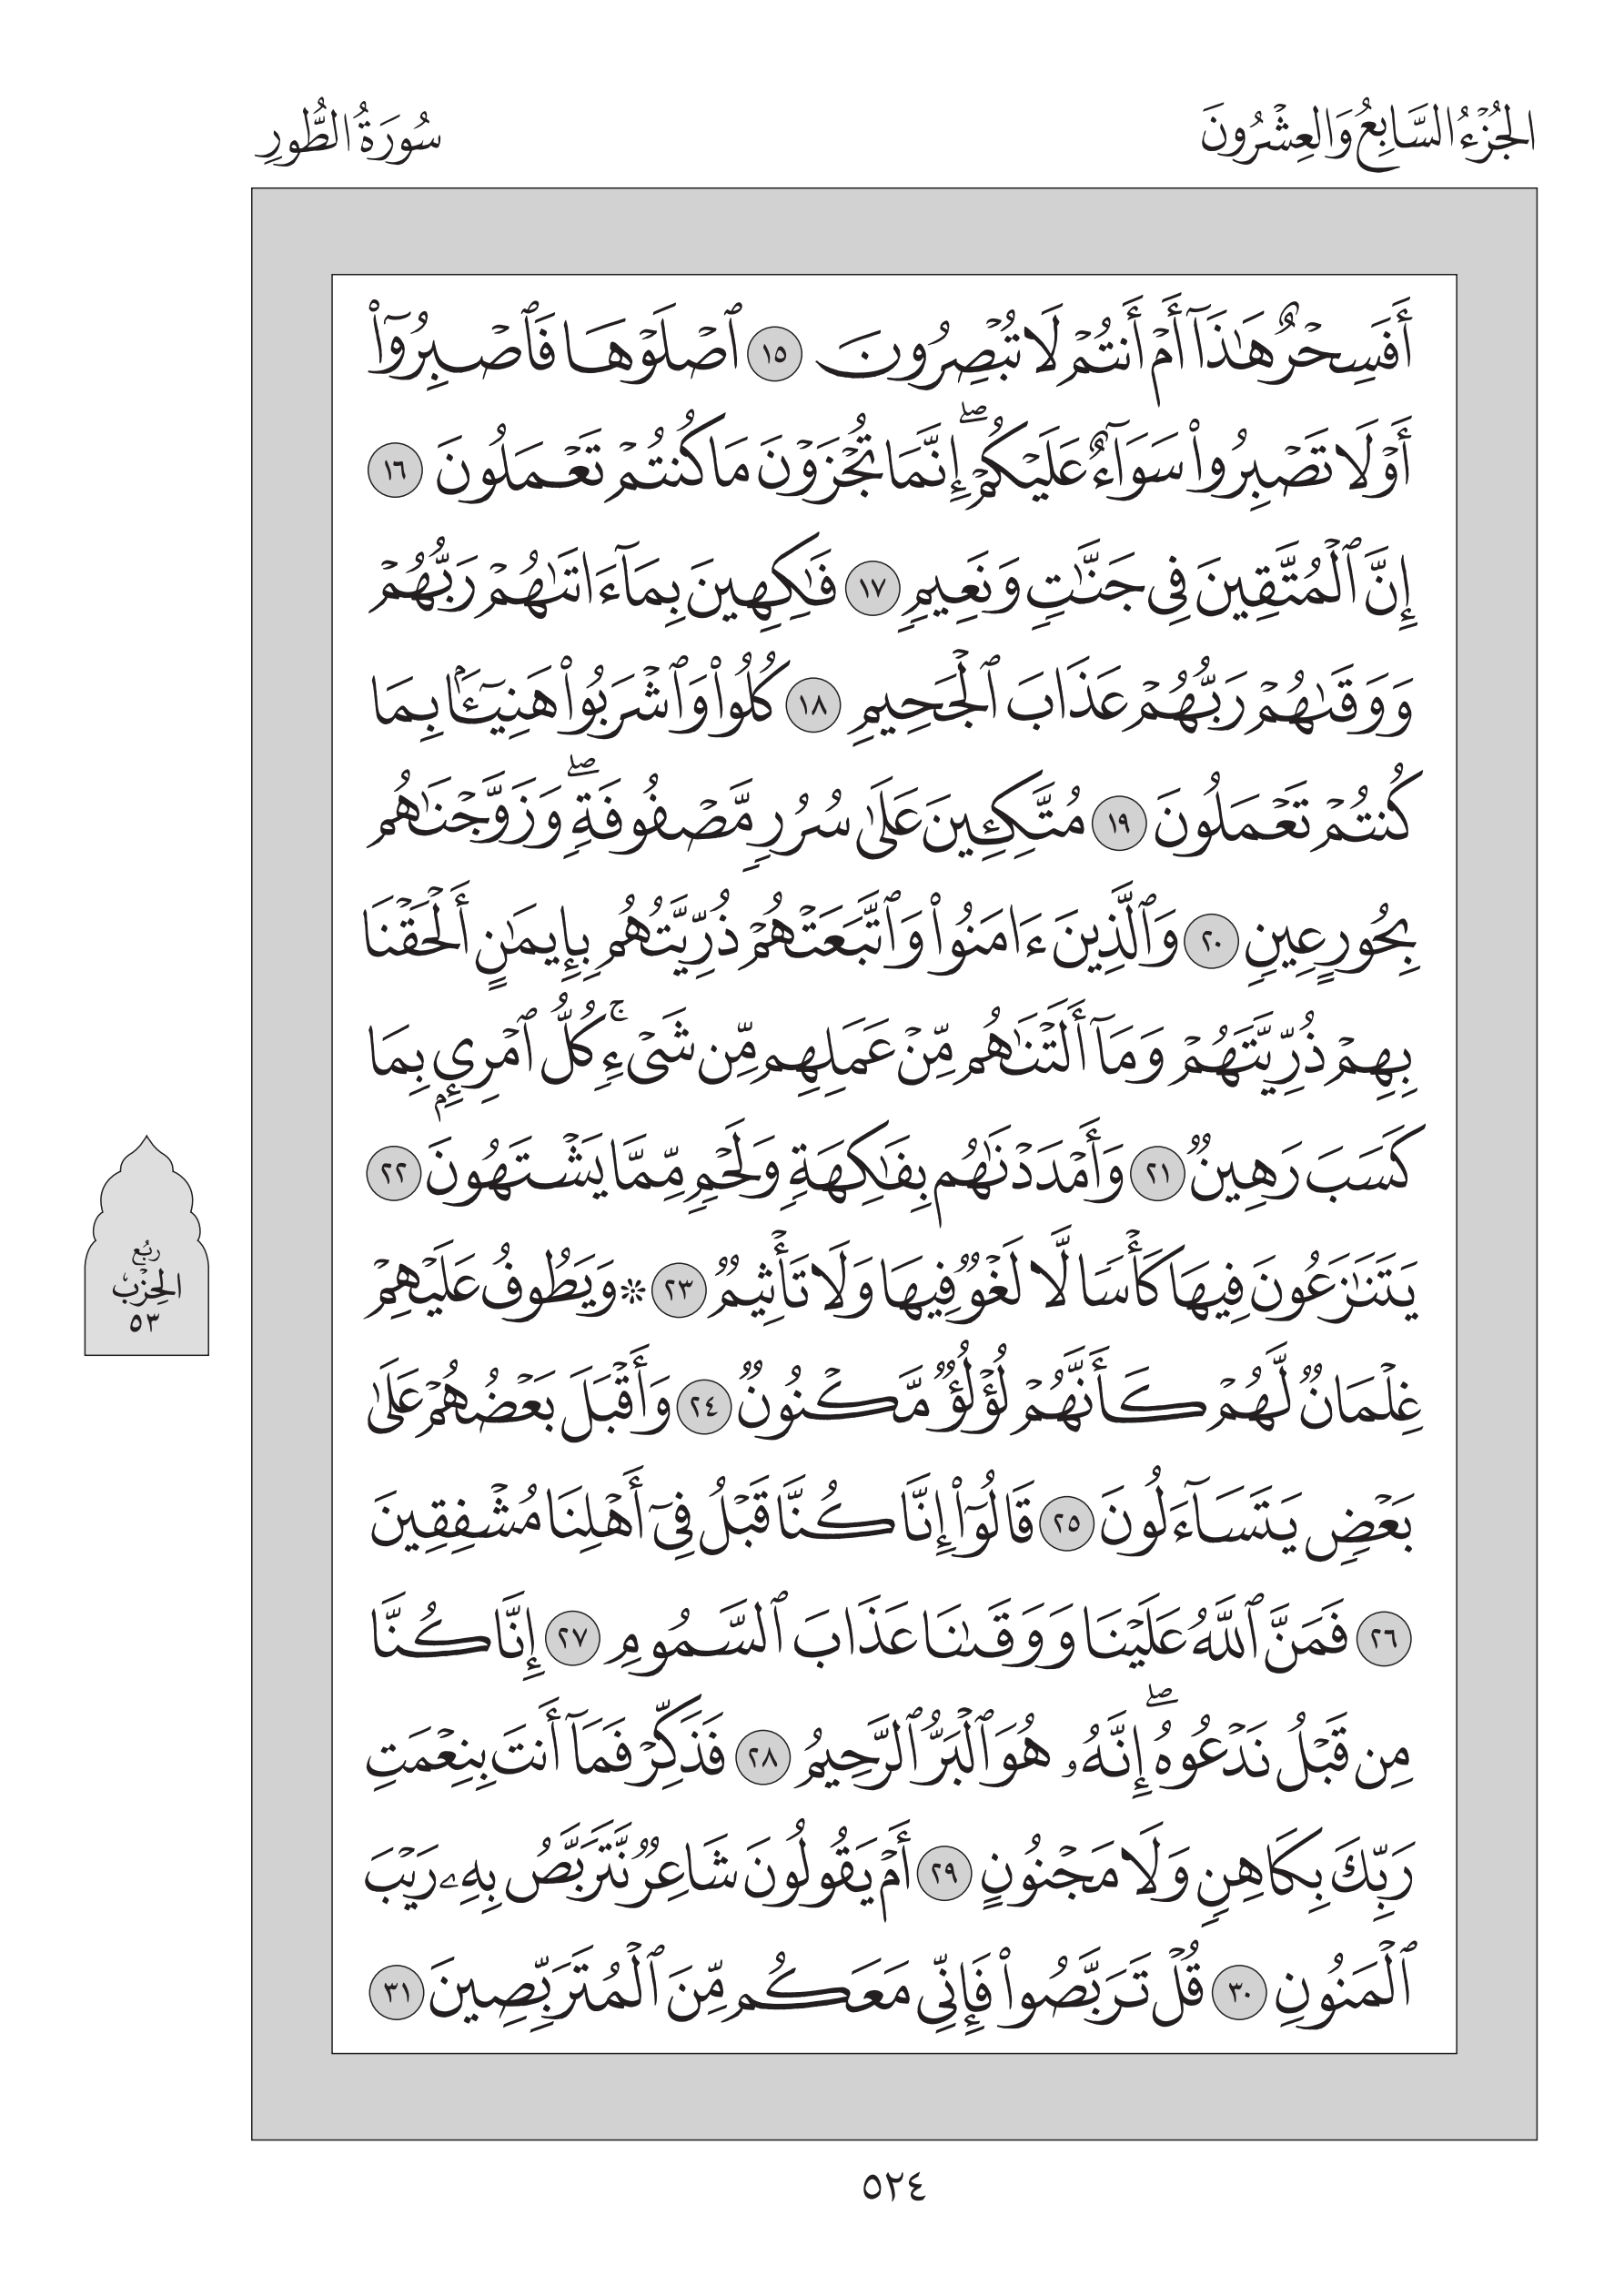 الجُزْءُ السَّابِعُ وَالعِشْرُونَ
سُورَةُ الطُّورِ
أَفَسِحْرٌ هَٰذَآ أَمْ أَنتُمْ لَا تُبْصِرُونَ ١٥ ٱصْلَوْهَا فَٱصْبِرُوٓا۟
أَوْ لَا تَصْبِرُوا۟ سَوَآءٌ عَلَيْكُمْ ۖ إِنَّمَا تُجْزَوْنَ مَا كُنتُمْ تَعْمَلُونَ ١٦
إِنَّ ٱلْمُتَّقِينَ فِى جَنَّٰتٍ وَنَعِيمٍ ١٧ فَٰكِهِينَ بِمَآ ءَاتَىٰهُمْ رَبُّهُمْ
وَوَقَىٰهُمْ رَبُّهُمْ عَذَابَ ٱلْجَحِيمِ ١٨ كُلُوا۟ وَٱشْرَبُوا۟ هَنِيٓـًٔۢا بِمَا
كُنتُمْ تَعْمَلُونَ ١٩ مُتَّكِـِٔينَ عَلَىٰ سُرُرٍ مَّصْفُوفَةٍ ۖ وَزَوَّجْنَٰهُم
بِحُورٍ عِينٍ ٢٠ وَٱلَّذِينَ ءَامَنُوا۟ وَٱتَّبَعَتْهُمْ ذُرِّيَّتُهُم بِإِيمَٰنٍ أَلْحَقْنَا
بِهِمْ ذُرِّيَّتَهُمْ وَمَآ أَلَتْنَٰهُم مِّنْ عَمَلِهِم مِّن شَىْءٍ ۚ كُلُّ ٱمْرِئٍۭ بِمَا
كَسَبَ رَهِينٌ ٢١ وَأَمْدَدْنَٰهُم بِفَٰكِهَةٍ وَلَحْمٍ مِّمَّا يَشْتَهُونَ ٢٢
يَتَنَٰزَعُونَ فِيهَا كَأْسًا لَّا لَغْوٌ فِيهَا وَلَا تَأْثِيمٌ ٢٣ ۞ وَيَطُوفُ عَلَيْهِمْ
غِلْمَانٌ لَّهُمْ كَأَنَّهُمْ لُؤْلُؤٌ مَّكْنُونٌ ٢٤ وَأَقْبَلَ بَعْضُهُمْ عَلَىٰ
بَعْضٍ يَتَسَآءَلُونَ ٢٥ قَالُوٓا۟ إِنَّا كُنَّا قَبْلُ فِىٓ أَهْلِنَا مُشْفِقِينَ
٢٦ فَمَنَّ ٱللَّهُ عَلَيْنَا وَوَقَىٰنَا عَذَابَ ٱلسَّمُومِ ٢٧ إِنَّا كُنَّا
مِن قَبْلُ نَدْعُوهُ ۖ إِنَّهُۥ هُوَ ٱلْبَرُّ ٱلرَّحِيمُ ٢٨ فَذَكِّرْ فَمَآ أَنتَ بِنِعْمَتِ
رَبِّكَ بِكَاهِنٍ وَلَا مَجْنُونٍ ٢٩ أَمْ يَقُولُونَ شَاعِرٌ نَّتَرَبَّصُ بِهِۦ رَيْبَ
ٱلْمَنُونِ ٣٠ قُلْ تَرَبَّصُوا۟ فَإِنِّى مَعَكُم مِّنَ ٱلْمُتَرَبِّصِينَ ٣١
رُبُع
الحِزْب
٥٣
٥٢٤